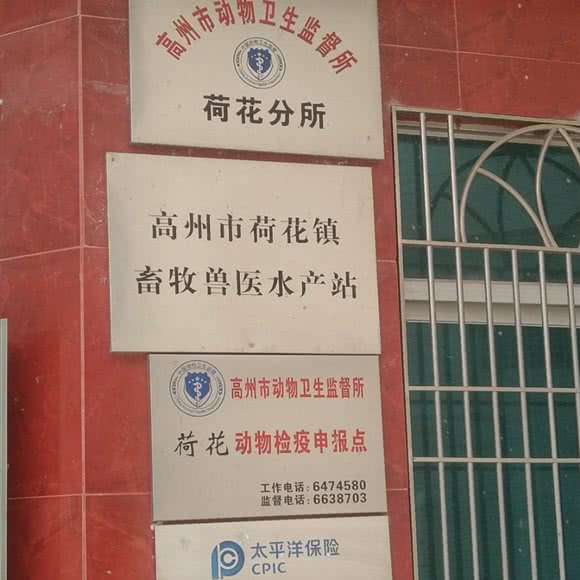 高州市动物卫生监督所
荷花分所
高州市荷花镇
畜牧兽医水产站
高州市动物卫生监督所
荷花 动物检疫申报点
工作电话:6474580
监督电话:6638703
太平洋保险
CPIC